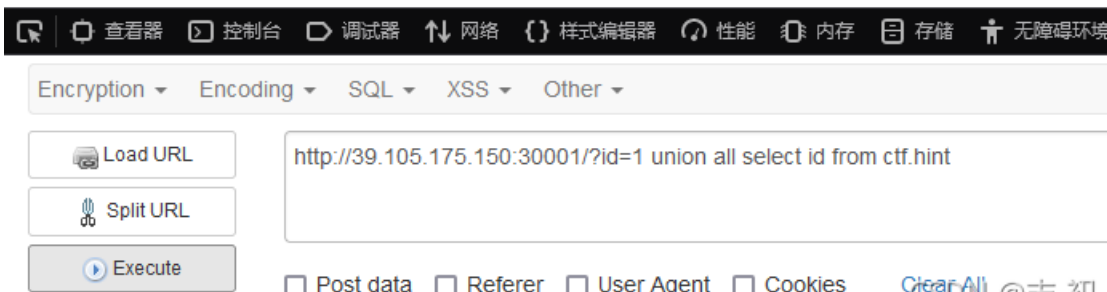 查看器 控制台 调试器 网络 样式编辑器 性能 内存 存储 无障碍环境
Encryption Encoding SQL XSS Other
Load URL
http://39.105.175.150:30001/?id=1 union all select id from ctf.hint
Split URL
Execute
Post data Referer User Agent Cookies Clear All